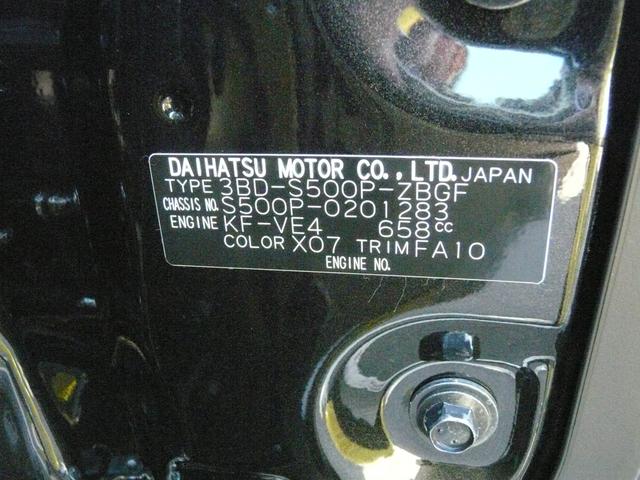 DAIHATSU MOTOR CO., LTD. JAPAN
TYPE 3BD-S500P-ZBGF
CHASSIS NO. S500P-0201283
ENGINE KF-VE4 658cc
COLOR X07 TRIM FA10
ENGINE NO.